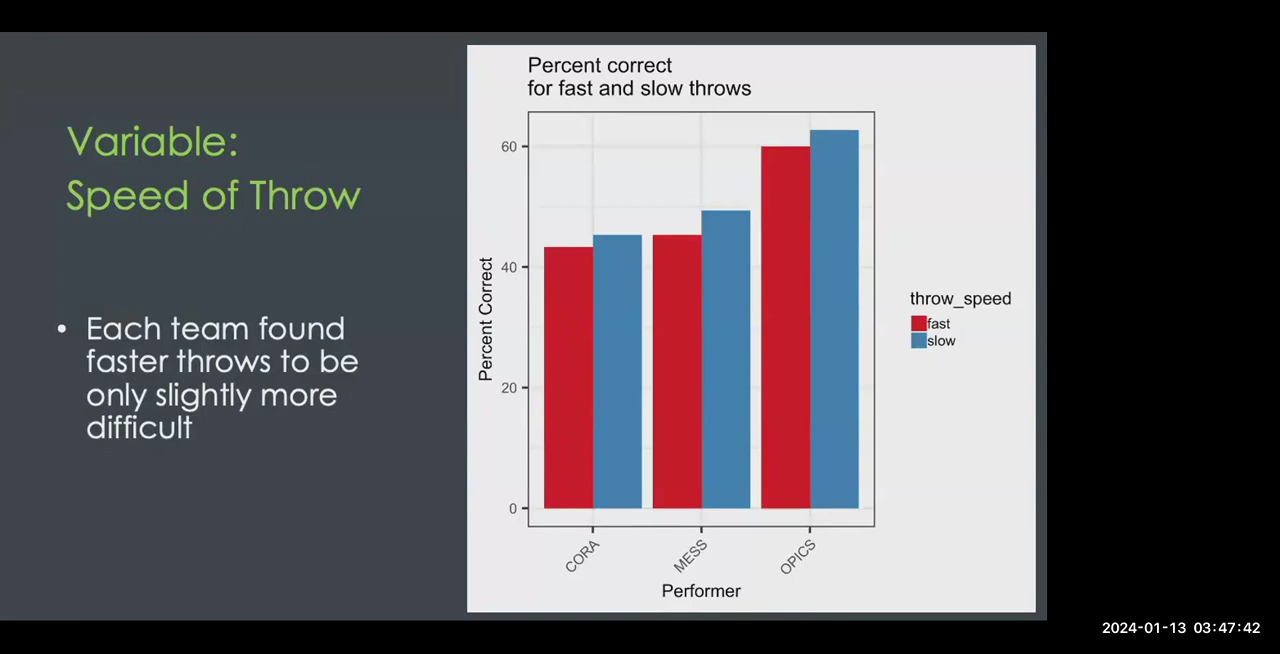 Variable:
Speed of Throw
• Each team found
faster throws to be
only slightly more
difficult
Percent correct
for fast and slow throws
Percent Correct
60
40
20
0
CORA
MESS
OPICS
Performer
throw_speed
fast
slow
2024-01-13 03:47:42